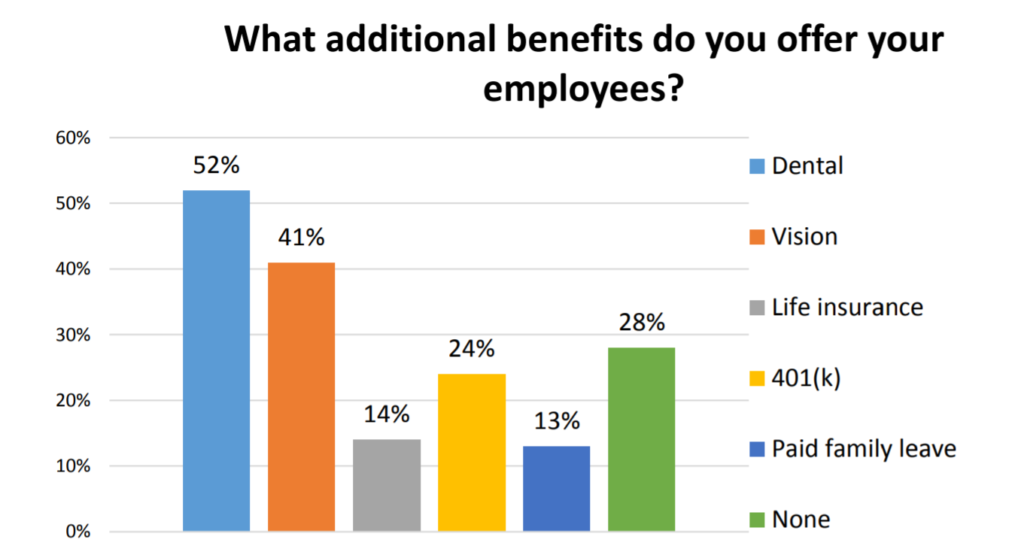 What additional benefits do you offer your
employees?
60%
50%
40%
30%
20%
10%
0%
52%
41%
14%
24%
13%
28%
Dental
Vision
Life insurance
401(k)
Paid family leave
None